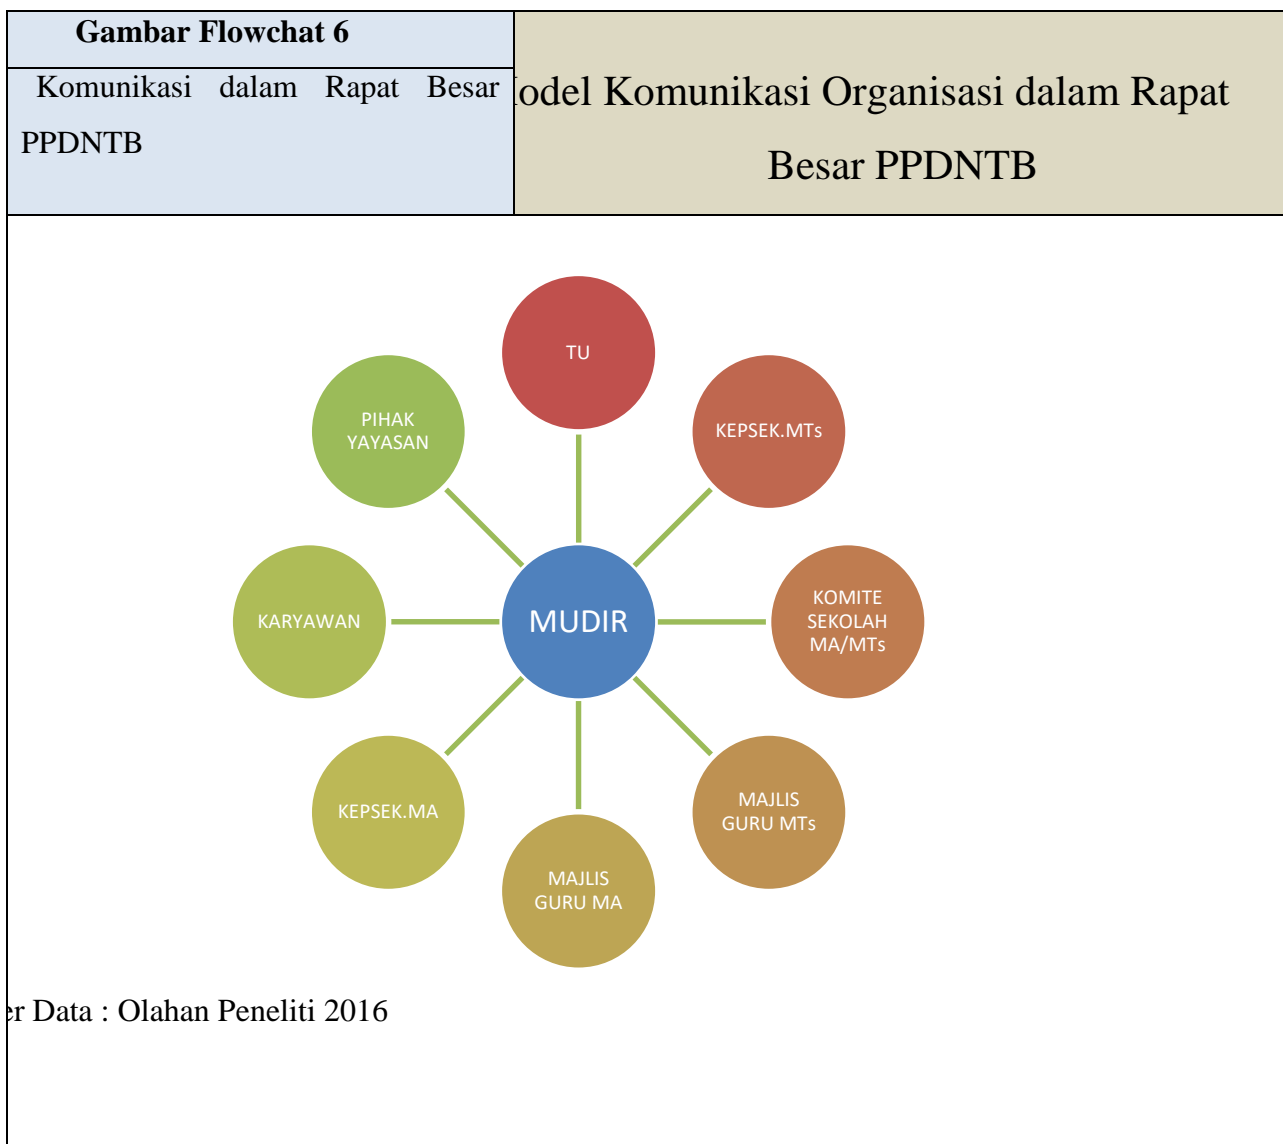 Gambar Flowchat 6
Komunikasi dalam Rapat Besar
PPDNTB
odel Komunikasi Organisasi dalam Rapat
Besar PPDNTB
TU
KEPSEK.MTs
KOMITE
SEKOLAH
MA/MTs
MAJLIS
GURU MTs
MAJLIS
GURU MA
KEPSEK.MA
KARYAWAN
PIHAK
YAYASAN
MUDIR
er Data : Olahan Peneliti 2016